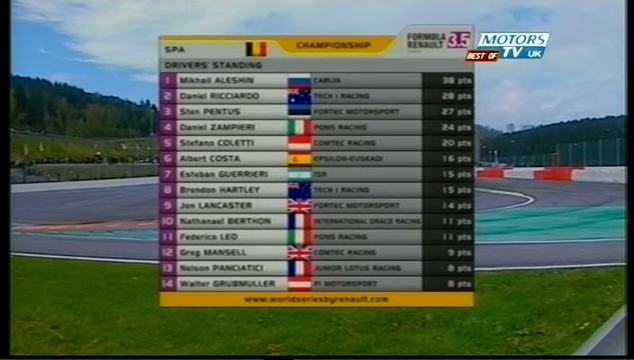 SPA CHAMPIONSHIP FORMULA RENAULT 3.5
MOTORS TV UK
BEST OF
DRIVERS' STANDING
1 Mikhail ALESHIN CARLIN 38 pts
2 Daniel RICCIARDO TECH 1 RACING 28 pts
3 Sten PENTUS FORTEC MOTORSPORT 27 pts
4 Daniel ZAMPIERI PONS RACING 24 pts
5 Stefano COLETTI COMTEC RACING 20 pts
6 Albert COSTA EPSILON-EUSKADI 16 pts
7 Esteban GUERRIERI ISR 15 pts
8 Brendon HARTLEY TECH 1 RACING 15 pts
9 Jon LANCASTER FORTEC MOTORSPORT 14 pts
10 Nathanael BERTHON INTERNATIONAL DRACO RACING 11 pts
11 Federico LEO PONS RACING 11 pts
12 Greg MANSELL COMTEC RACING 9 pts
13 Nelson PANCIATICI JUNIOR LOTUS RACING 8 pts
14 Walter GRUBMULLER P1 MOTORSPORT 8 pts
www.worldseriesbyrenault.com